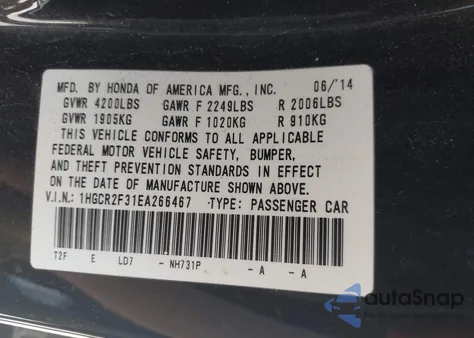 MFD. BY HONDA OF AMERICA MFG., INC. 06/14
GVWR 4200LBS GAWR F 2249LBS R 2006LBS
GVWR 1905KG GAWR F 1020KG R 910KG
THIS VEHICLE CONFORMS TO ALL APPLICABLE
FEDERAL MOTOR VEHICLE SAFETY, BUMPER,
AND THEFT PREVENTION STANDARDS IN EFFECT
ON THE DATE OF MANUFACTURE SHOWN ABOVE.
V.I.N.: 1HGCR2F31EA266467 TYPE: PASSENGER CAR
T2F E LD7 - NH731P - A - A
autoSnap